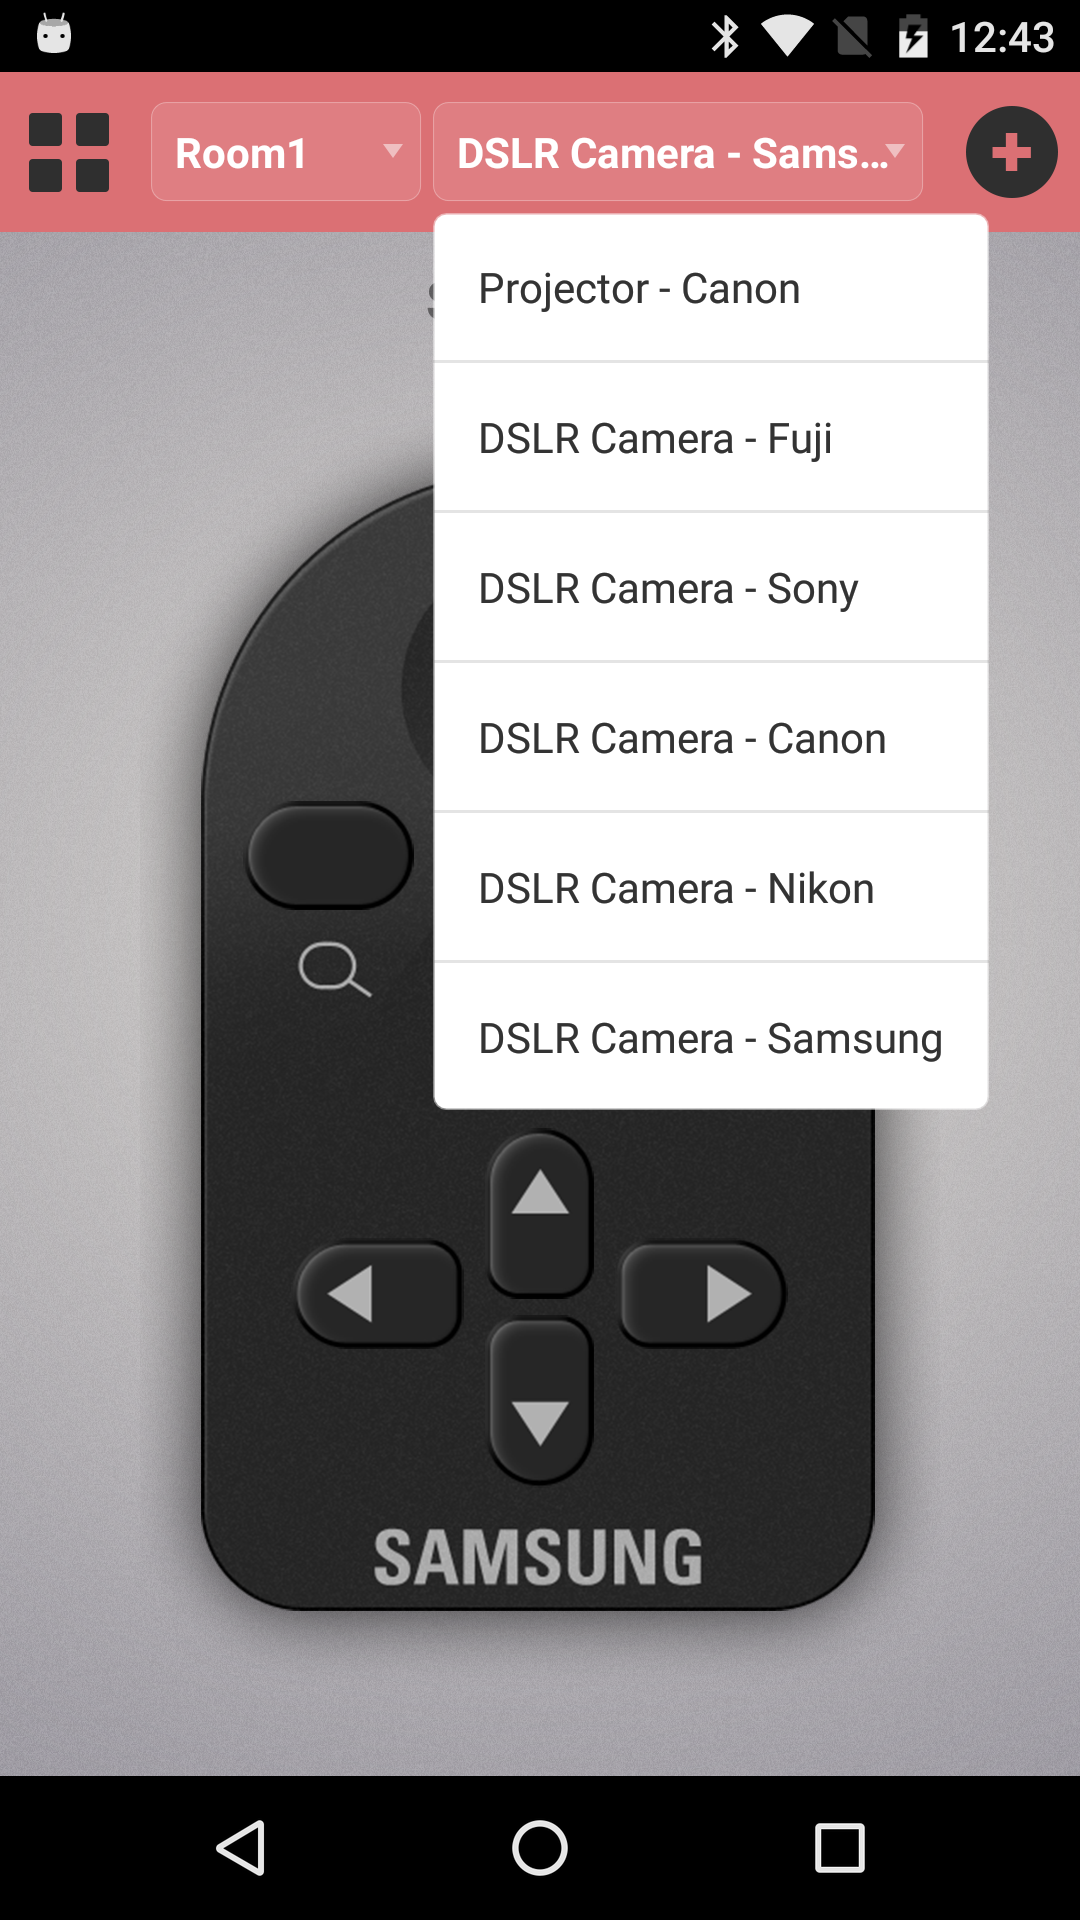 12:43
Room1
DSLR Camera - Sams...
Projector - Canon
DSLR Camera - Fuji
DSLR Camera - Sony
DSLR Camera - Canon
DSLR Camera - Nikon
DSLR Camera - Samsung
SAMSUNG